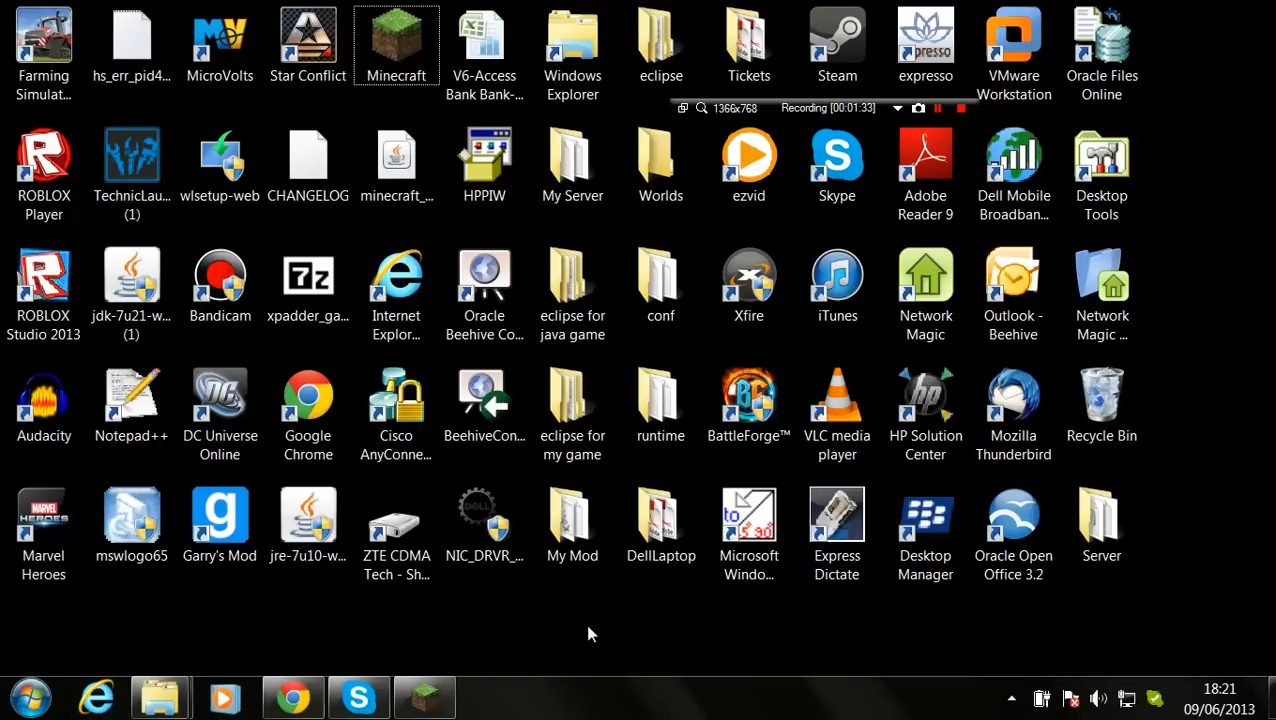 Farming
Simulat...
hs_err_pid4...
MicroVolts
Star Conflict
Minecraft
V6-Access
Bank Bank-...
Windows
Explorer
eclipse
Tickets
Steam
expresso
VMware
Workstation
Oracle Files
Online
1366x768
Recording [00:01:33]
ROBLOX
Player
TechnicLau...
(1)
wlsetup-web
CHANGELOG
minecraft_...
HPPIW
My Server
Worlds
ezvid
Skype
Adobe
Reader 9
Dell Mobile
Broadban...
Desktop
Tools
ROBLOX
Studio 2013
jdk-7u21-w...
(1)
Bandicam
7z
xpadder_ga...
Internet
Explor...
Oracle
Beehive Co...
eclipse for
java game
conf
Xfire
iTunes
Network
Magic
Outlook -
Beehive
Network
Magic ...
Audacity
Notepad++
DC Universe
Online
Google
Chrome
Cisco
AnyConne...
BeehiveCon...
eclipse for
my game
runtime
BattleForge™
VLC media
player
HP Solution
Center
Mozilla
Thunderbird
Recycle Bin
Marvel
Heroes
mswlogo65
Garry's Mod
jre-7u10-w...
ZTE CDMA
Tech - Sh...
NIC_DRVR_...
My Mod
DellLaptop
Microsoft
Windo...
Express
Dictate
Desktop
Manager
Oracle Open
Office 3.2
Server
18:21
09/06/2013